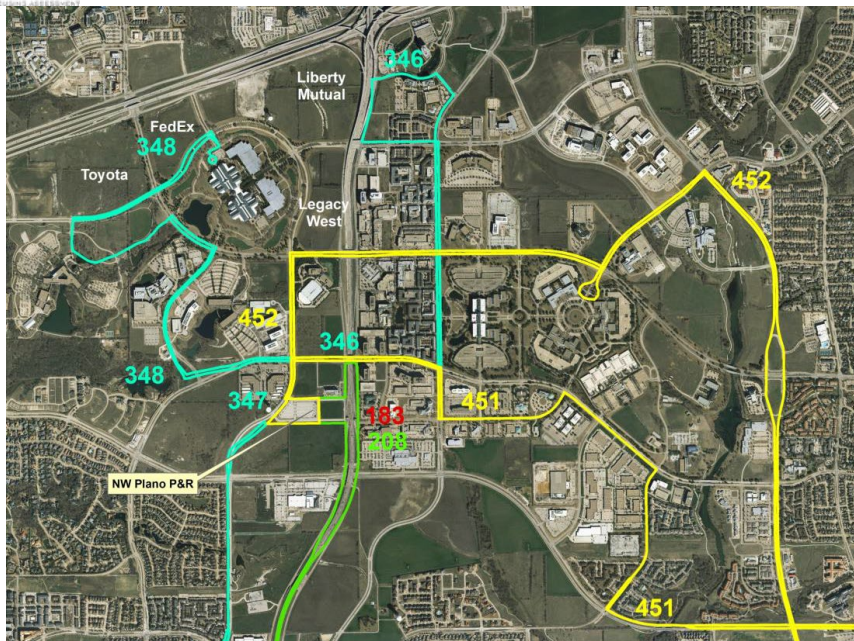 346
Liberty
Mutual
FedEx
348
Toyota
452
Legacy
West
452
346
348
347
451
183
208
NW Plano P&R
451